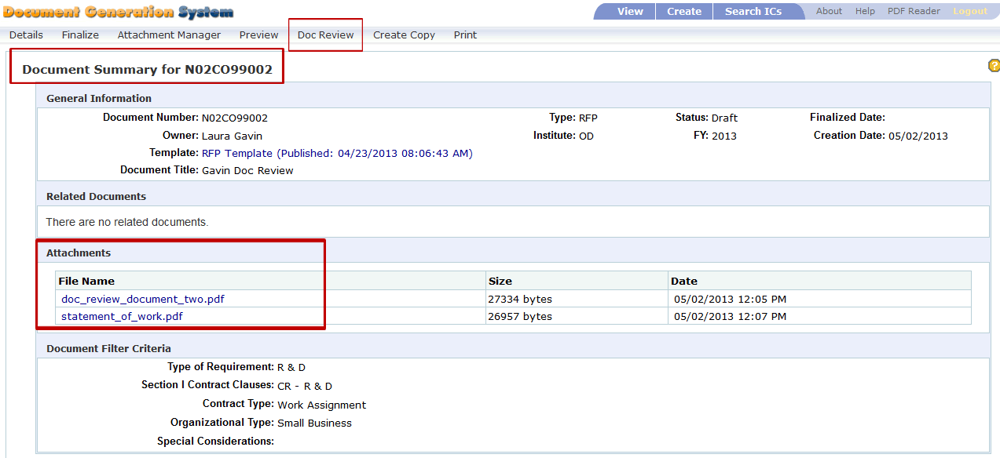 Document Generation System
View Create Search ICs About Help PDF Reader Logout
Details Finalize Attachment Manager Preview Doc Review Create Copy Print
Document Summary for N02CO99002
?
General Information
Document Number: N02CO99002 Type: RFP Status: Draft Finalized Date:
Owner: Laura Gavin Institute: OD FY: 2013 Creation Date: 05/02/2013
Template: RFP Template (Published: 04/23/2013 08:06:43 AM)
Document Title: Gavin Doc Review
Related Documents
There are no related documents.
Attachments
File Name Size Date
doc_review_document_two.pdf 27334 bytes 05/02/2013 12:05 PM
statement_of_work.pdf 26957 bytes 05/02/2013 12:07 PM
Document Filter Criteria
Type of Requirement: R & D
Section I Contract Clauses: CR - R & D
Contract Type: Work Assignment
Organizational Type: Small Business
Special Considerations: